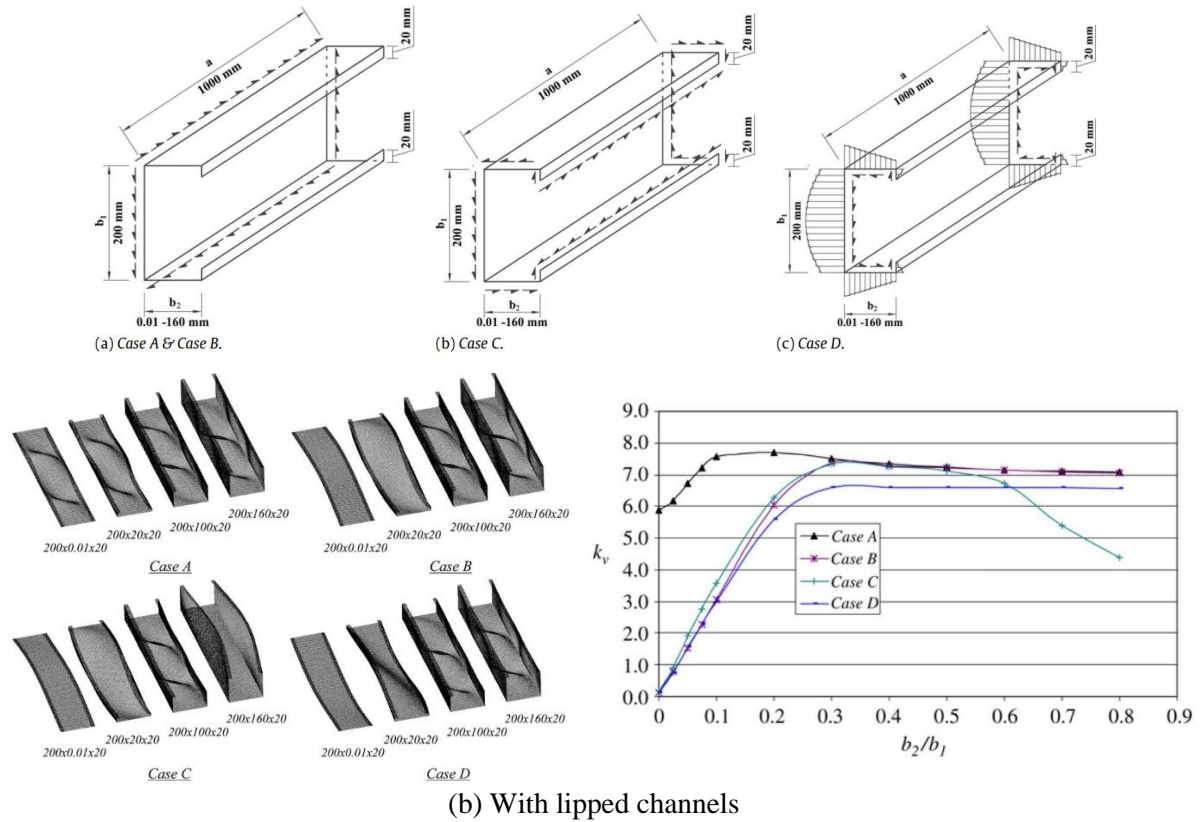 a
1000 mm
20 mm
20 mm
b1
200 mm
b2
0.01 -160 mm
(a) Case A & Case B.
a
1000 mm
20 mm
20 mm
b1
200 mm
b2
0.01 -160 mm
(b) Case C.
a
1000 mm
20 mm
20 mm
b1
200 mm
b2
0.01 -160 mm
(c) Case D.
200x0.01x20
200x20x20
200x100x20
200x160x20
Case A
200x0.01x20
200x20x20
200x100x20
200x160x20
Case B
200x0.01x20
200x20x20
200x100x20
200x160x20
Case C
200x0.01x20
200x20x20
200x100x20
200x160x20
Case D
9.0
8.0
7.0
6.0
5.0
4.0
3.0
2.0
1.0
0.0
kv
Case A
Case B
Case C
Case D
0 0.1 0.2 0.3 0.4 0.5 0.6 0.7 0.8 0.9
b2/b1
(b) With lipped channels